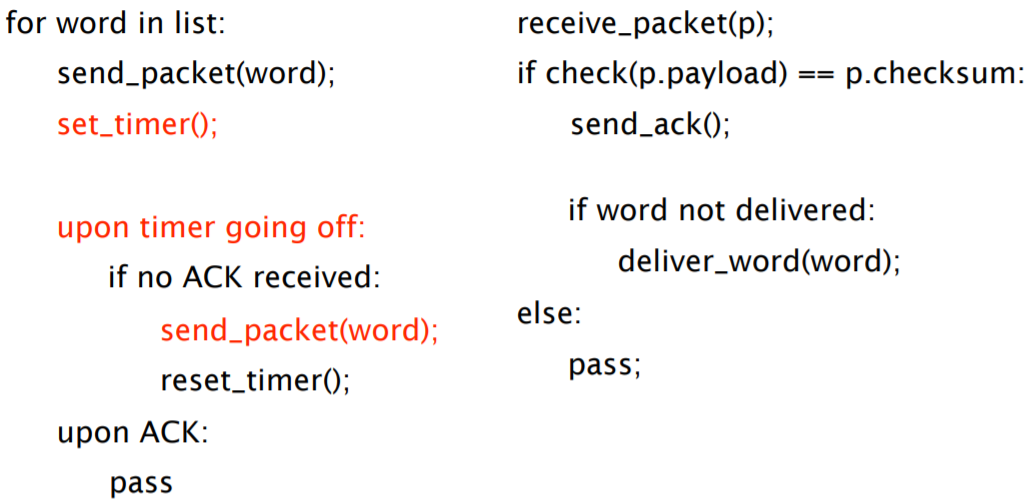 for word in list:
send_packet(word);
set_timer();
upon timer going off:
if no ACK received:
send_packet(word);
reset_timer();
upon ACK:
pass
receive_packet(p);
if check(p.payload) == p.checksum:
send_ack();
if word not delivered:
deliver_word(word);
else:
pass;